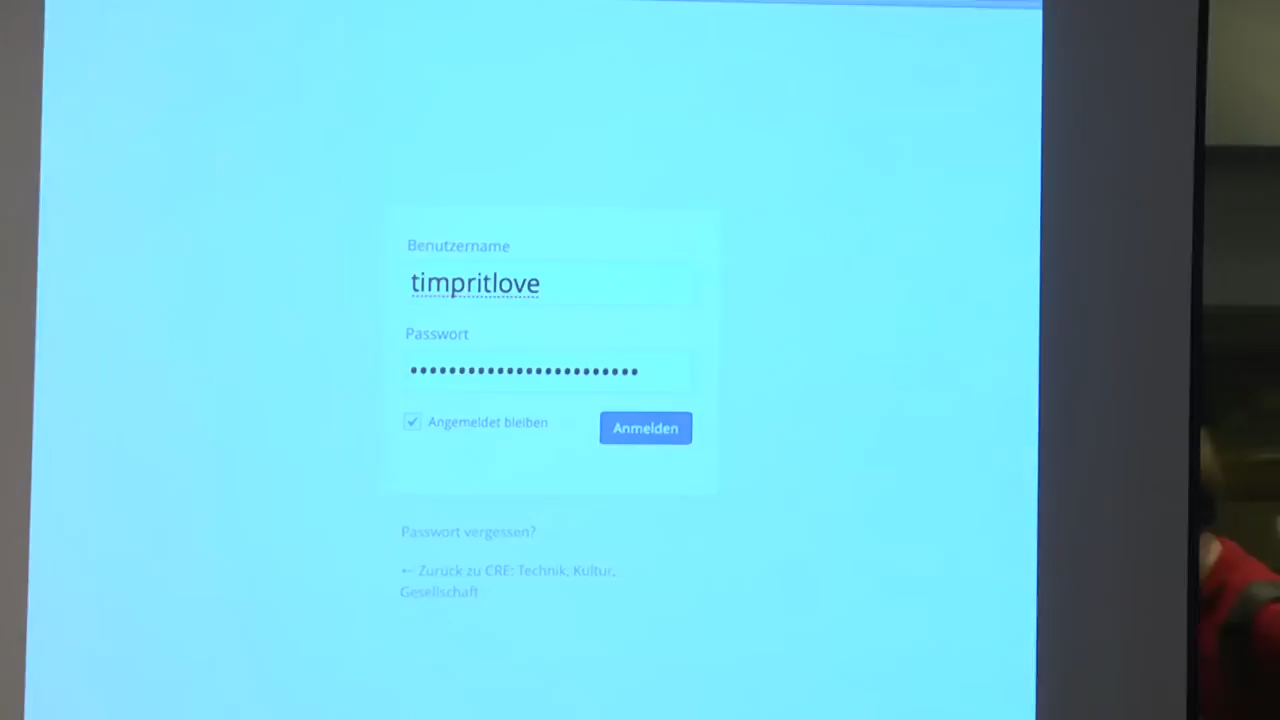 Benutzername
timpritlove
Passwort
••••••••••••••••••••••••
Angemeldet bleiben
Anmelden
Passwort vergessen?
← Zurück zu CRE: Technik, Kultur,
Gesellschaft